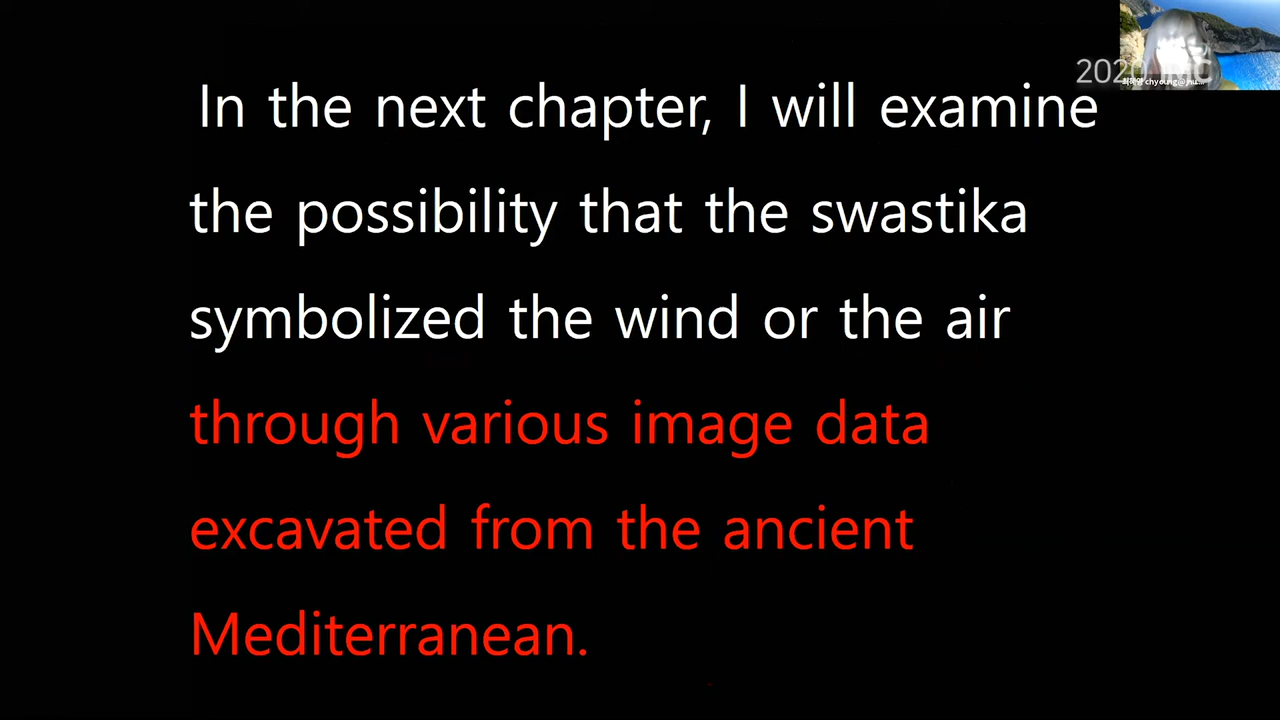 In the next chapter, I will examine
the possibility that the swastika
symbolized the wind or the air
through various image data
excavated from the ancient
Mediterranean.